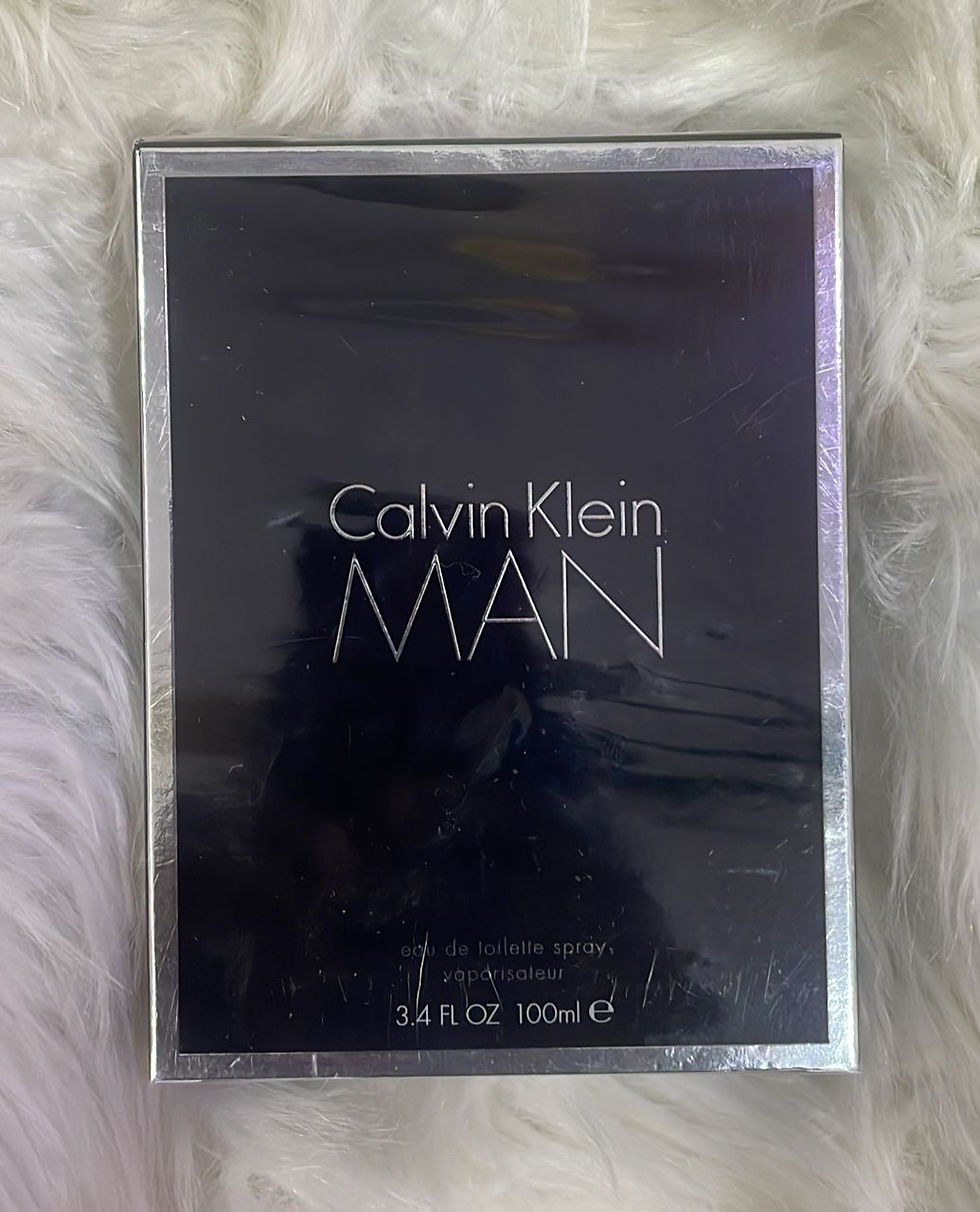 Calvin Klein
MAN
eau de toilette spray
vaporisateur
3.4 FL OZ 100ml ℮